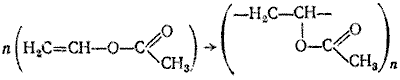 n(H₂C=CH—O—C(=O)CH₃) → (—H₂C—CH(—O—C(=O)CH₃)—)n